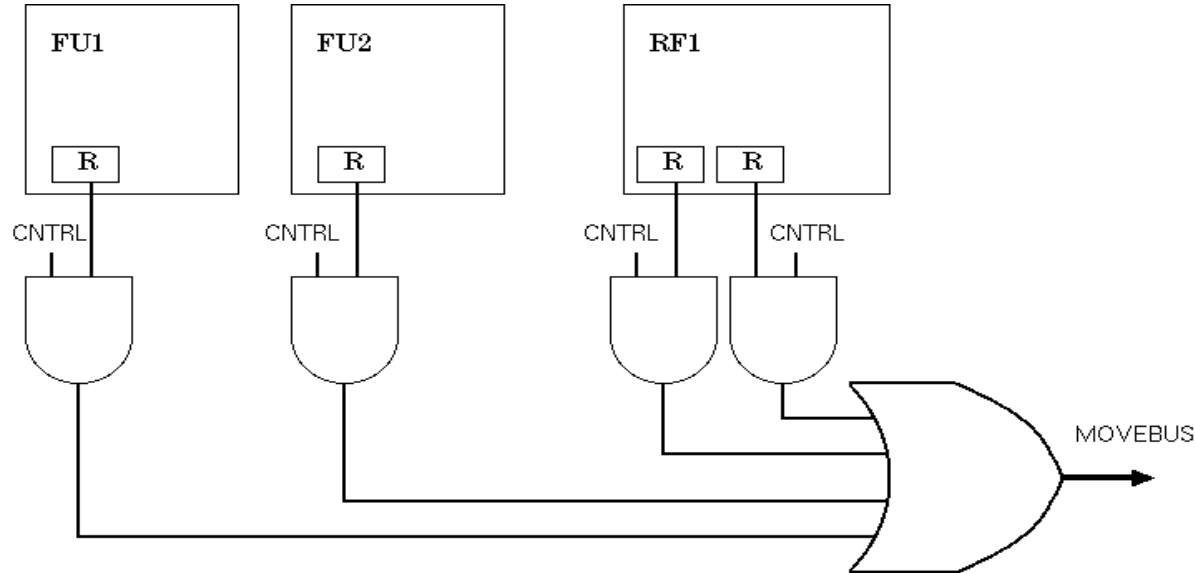 FU1
FU2
RF1
R
R
R
R
CNTRL
CNTRL
CNTRL
CNTRL
MOVEBUS